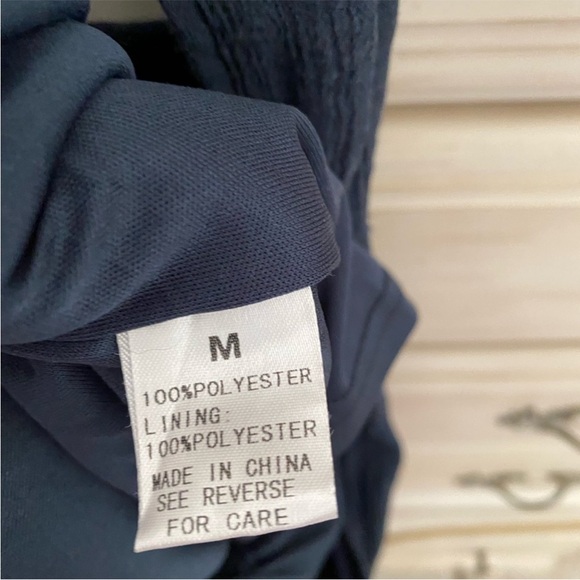 M
100%POLYESTER
LINING:
100%POLYESTER
MADE IN CHINA
SEE REVERSE
FOR CARE